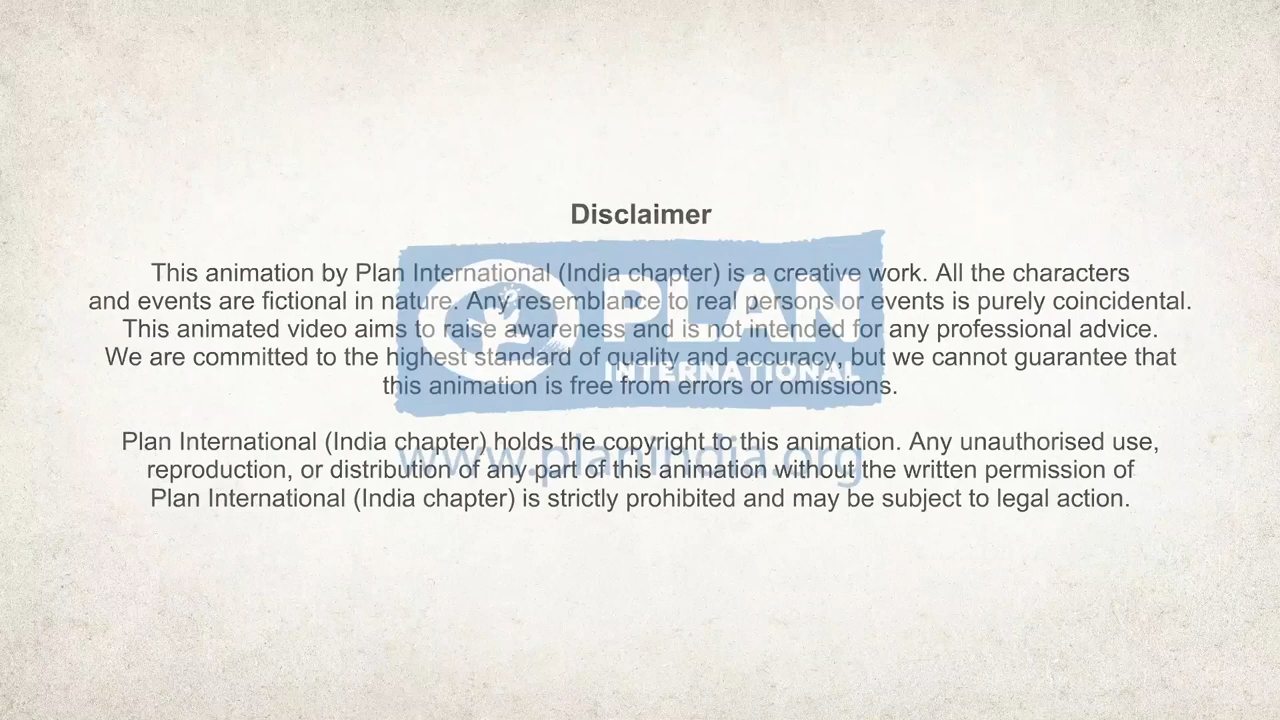 Disclaimer
This animation by Plan International (India chapter) is a creative work. All the characters
and events are fictional in nature. Any resemblance to real persons or events is purely coincidental.
This animated video aims to raise awareness and is not intended for any professional advice.
We are committed to the highest standard of quality and accuracy, but we cannot guarantee that
this animation is free from errors or omissions.
Plan International (India chapter) holds the copyright to this animation. Any unauthorised use,
reproduction, or distribution of any part of this animation without the written permission of
Plan International (India chapter) is strictly prohibited and may be subject to legal action.
PLAN
INTERNATIONAL
www.planindia.org